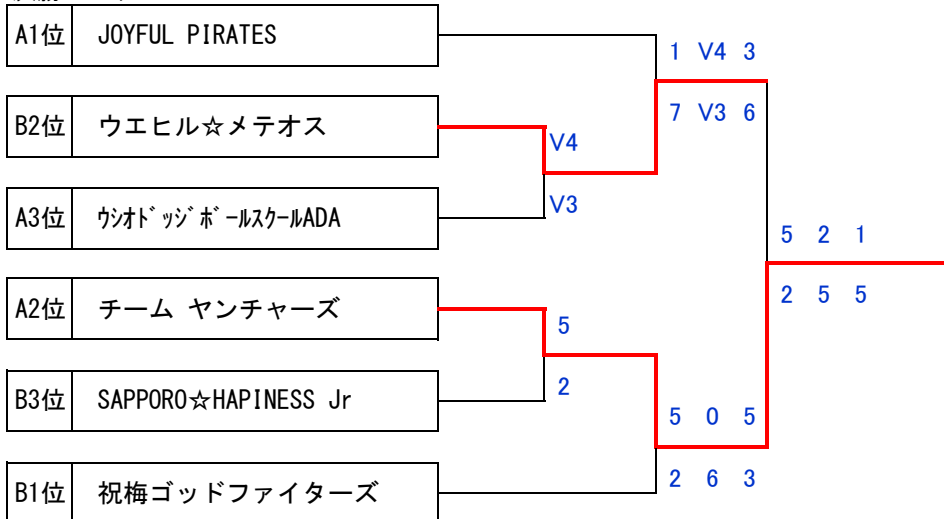 A1位 JOYFUL PIRATES
1 V4 3
B2位 ウエヒル☆メテオス
7 V3 6
V4
A3位 ｳｼｵﾄﾞｯｼﾞﾎﾞｰﾙｽｸｰﾙADA
V3
5 2 1
A2位 チーム ヤンチャーズ
2 5 5
5
B3位 SAPPORO☆HAPINESS Jr
2
5 0 5
B1位 祝梅ゴッドファイターズ
2 6 3